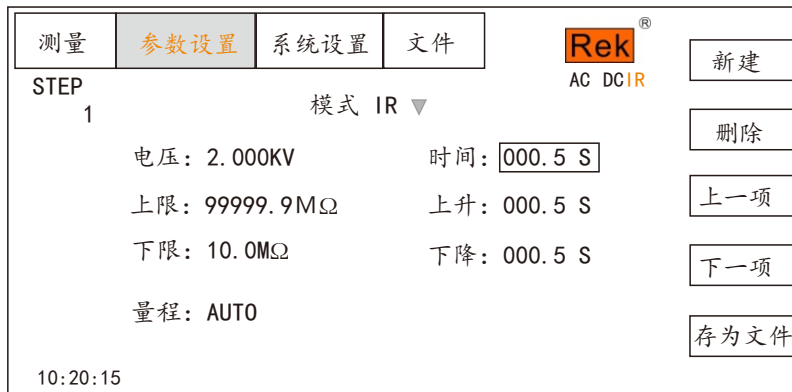 测量 参数设置 系统设置 文件
Rek®
AC DCIR
新建
STEP
1
模式 IR ▼
删除
电压: 2.000KV 时间: 000.5 S
上限: 99999.9MΩ 上升: 000.5 S
上一项
下限: 10.0MΩ 下降: 000.5 S
下一项
量程: AUTO
存为文件
10:20:15